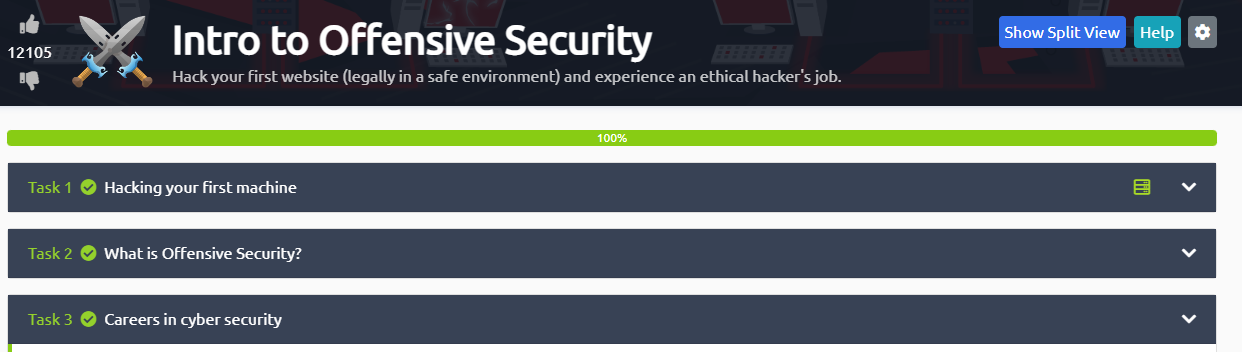 Intro to Offensive Security
Show Split View
Help
12105
Hack your first website (legally in a safe environment) and experience an ethical hacker's job.
100%
Task 1 Hacking your first machine
Task 2 What is Offensive Security?
Task 3 Careers in cyber security